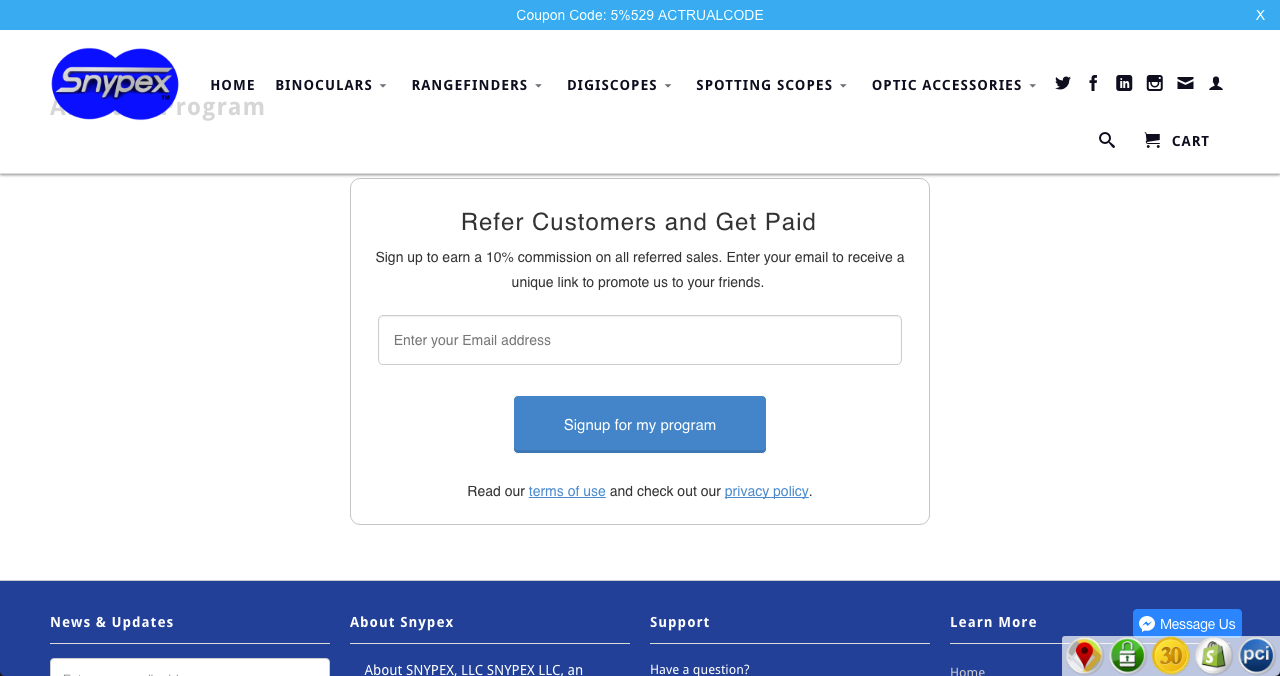 Coupon Code: 5%529 ACTRUALCODE X
Snypex
HOME BINOCULARS RANGEFINDERS DIGISCOPES SPOTTING SCOPES OPTIC ACCESSORIES
Program
CART
Refer Customers and Get Paid
Sign up to earn a 10% commission on all referred sales. Enter your email to receive a
unique link to promote us to your friends.
Enter your Email address
Signup for my program
Read our terms of use and check out our privacy policy.
News & Updates
About Snypex
Support
Learn More
Message Us
About SNYPEX, LLC SNYPEX LLC, an
Have a question?
Home
30
pci